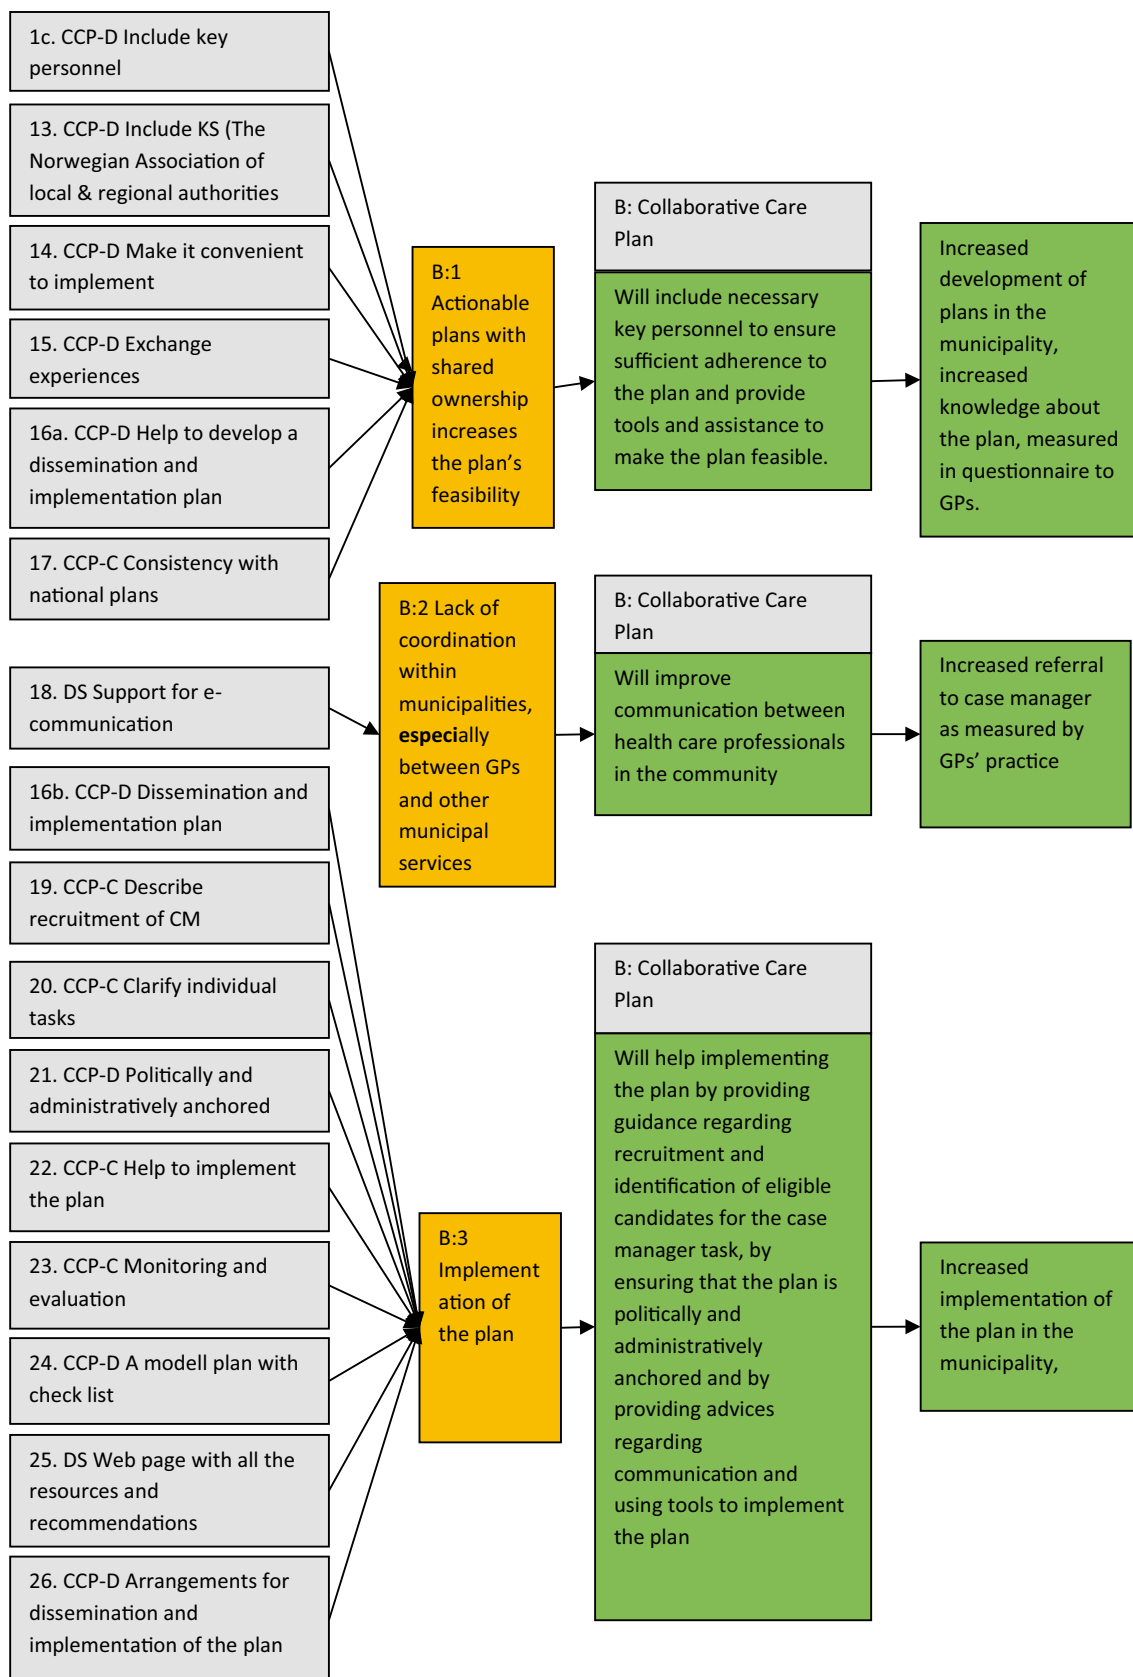 1c. CCP-D Include key
personnel
13. CCP-D Include KS (The
Norwegian Association of
local & regional authorities
14. CCP-D Make it convenient
to implement
15. CCP-D Exchange
experiences
16a. CCP-D Help to develop a
dissemination and
implementation plan
17. CCP-C Consistency with
national plans
B:1
Actionable
plans with
shared
ownership
increases
the plan’s
feasibility
B: Collaborative Care
Plan
Will include necessary
key personnel to ensure
sufficient adherence to
the plan and provide
tools and assistance to
make the plan feasible.
Increased
development of
plans in the
municipality,
increased
knowledge about
the plan, measured
in questionnaire to
GPs.
18. DS Support for e-
communication
B:2 Lack of
coordination
within
municipalities,
especially
between GPs
and other
municipal
services
B: Collaborative Care
Plan
Will improve
communication between
health care professionals
in the community
Increased referral
to case manager
as measured by
GPs’ practice
16b. CCP-D Dissemination and
implementation plan
19. CCP-C Describe
recruitment of CM
20. CCP-C Clarify individual
tasks
21. CCP-D Politically and
administratively anchored
22. CCP-C Help to implement
the plan
23. CCP-C Monitoring and
evaluation
24. CCP-D A modell plan with
check list
25. DS Web page with all the
resources and
recommendations
26. CCP-D Arrangements for
dissemination and
implementation of the plan
B:3
Implement
ation of
the plan
B: Collaborative Care
Plan
Will help implementing
the plan by providing
guidance regarding
recruitment and
identification of eligible
candidates for the case
manager task, by
ensuring that the plan is
politically and
administratively
anchored and by
providing advices
regarding
communication and
using tools to implement
the plan
Increased
implementation of
the plan in the
municipality,